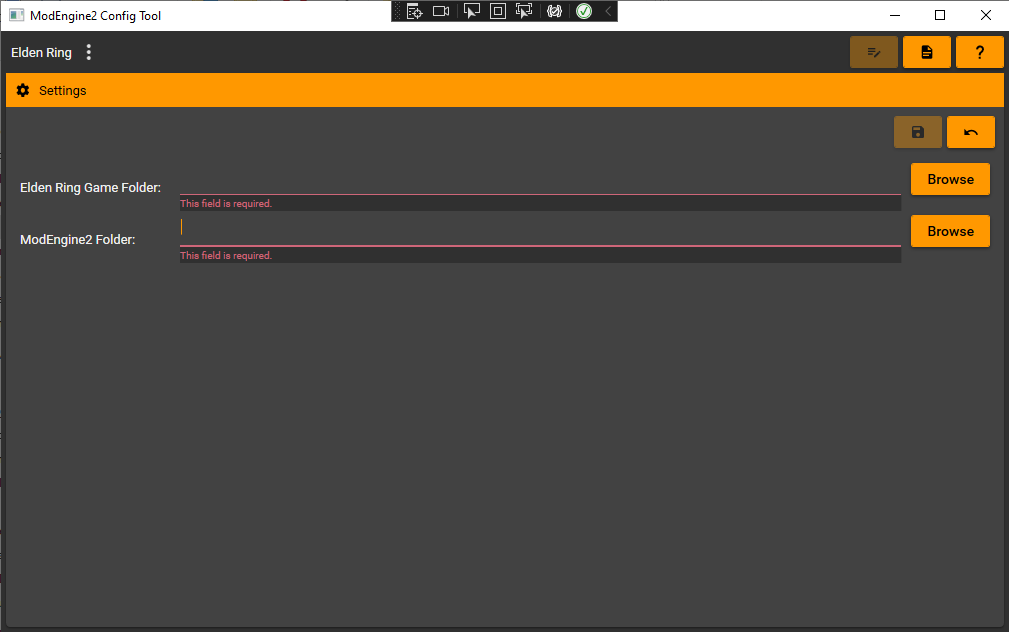 ModEngine2 Config Tool
Elden Ring
?
Settings
Elden Ring Game Folder:
Browse
This field is required.
ModEngine2 Folder:
Browse
This field is required.